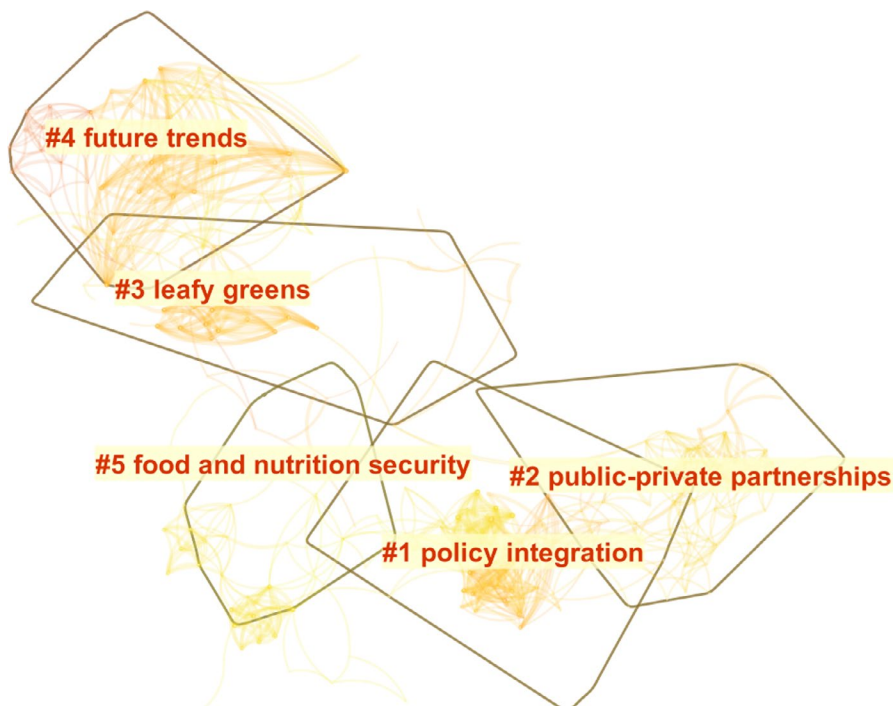 #4 future trends
#3 leafy greens
#5 food and nutrition security
#2 public-private partnerships
#1 policy integration